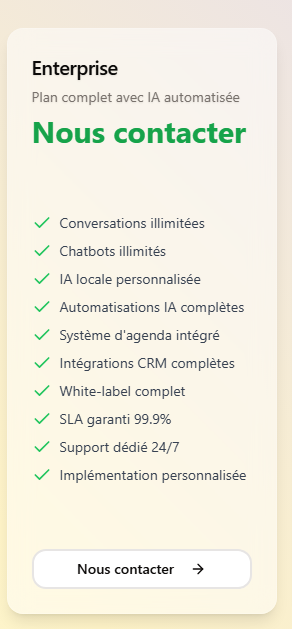 Enterprise
Plan complet avec IA automatisée
Nous contacter
Conversations illimitées
Chatbots illimités
IA locale personnalisée
Automatisations IA complètes
Système d'agenda intégré
Intégrations CRM complètes
White-label complet
SLA garanti 99.9%
Support dédié 24/7
Implémentation personnalisée
Nous contacter →